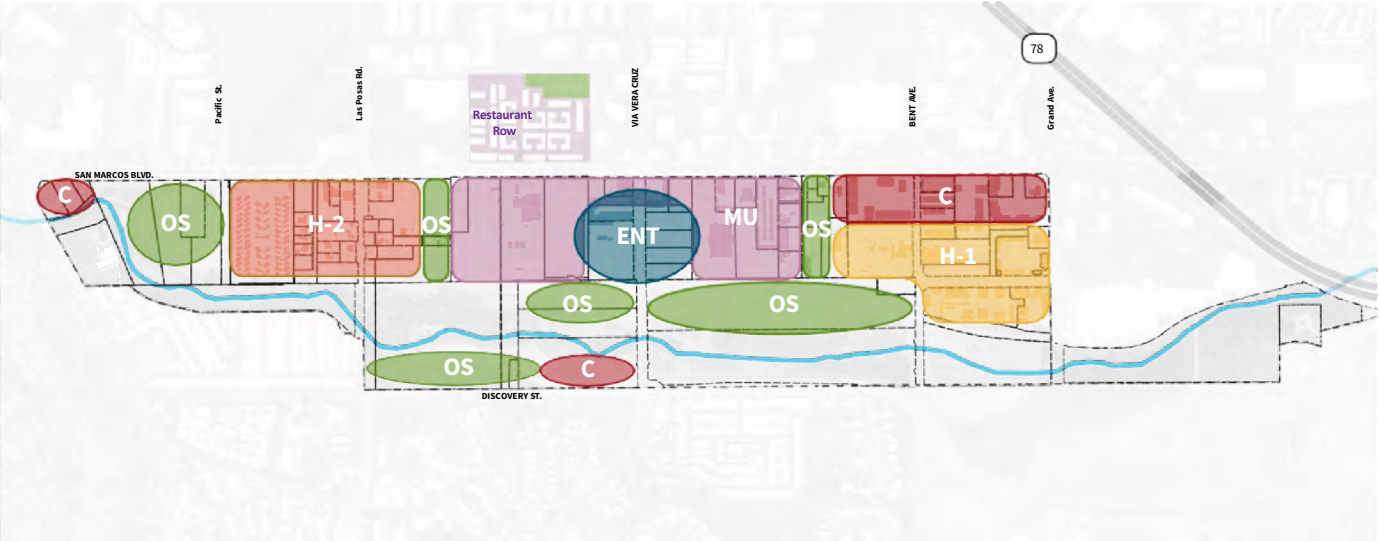 78
Pacific St.
Las Posas Rd.
VIA VERA CRUZ
BENT AVE.
Grand Ave.
Restaurant
Row
SAN MARCOS BLVD.
C
OS
H-2
OS
ENT
MU
OS
C
H-1
OS
OS
OS
C
DISCOVERY ST.